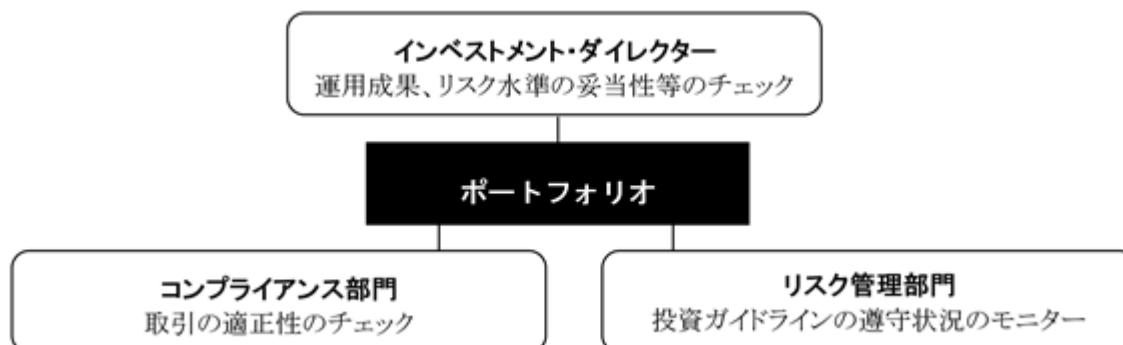 インベストメント・ダイレクター
運用成果、リスク水準の妥当性等のチェック
ポートフォリオ
コンプライアンス部門
取引の適正性のチェック
リスク管理部門
投資ガイドラインの遵守状況のモニター